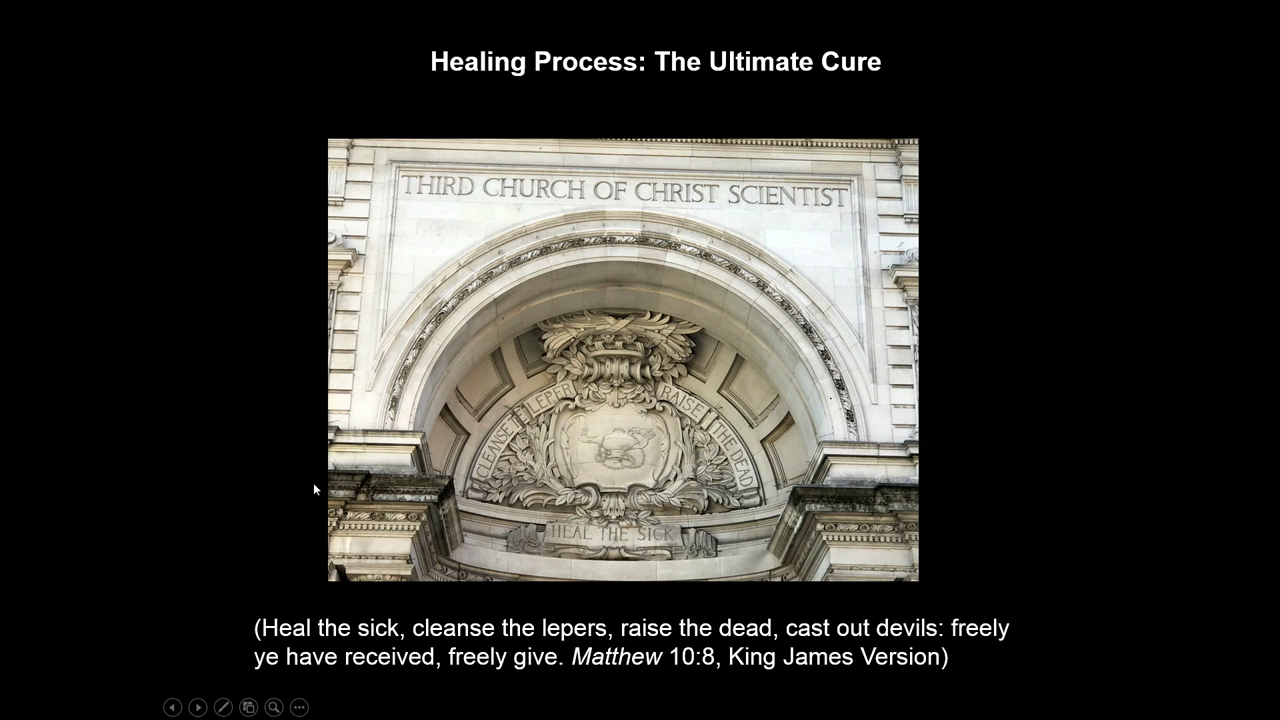 Healing Process: The Ultimate Cure
THIRD CHURCH OF CHRIST SCIENTIST
CLEANSE THE LEPER RAISE THE DEAD
HEAL THE SICK
(Heal the sick, cleanse the lepers, raise the dead, cast out devils: freely
ye have received, freely give. Matthew 10:8, King James Version)